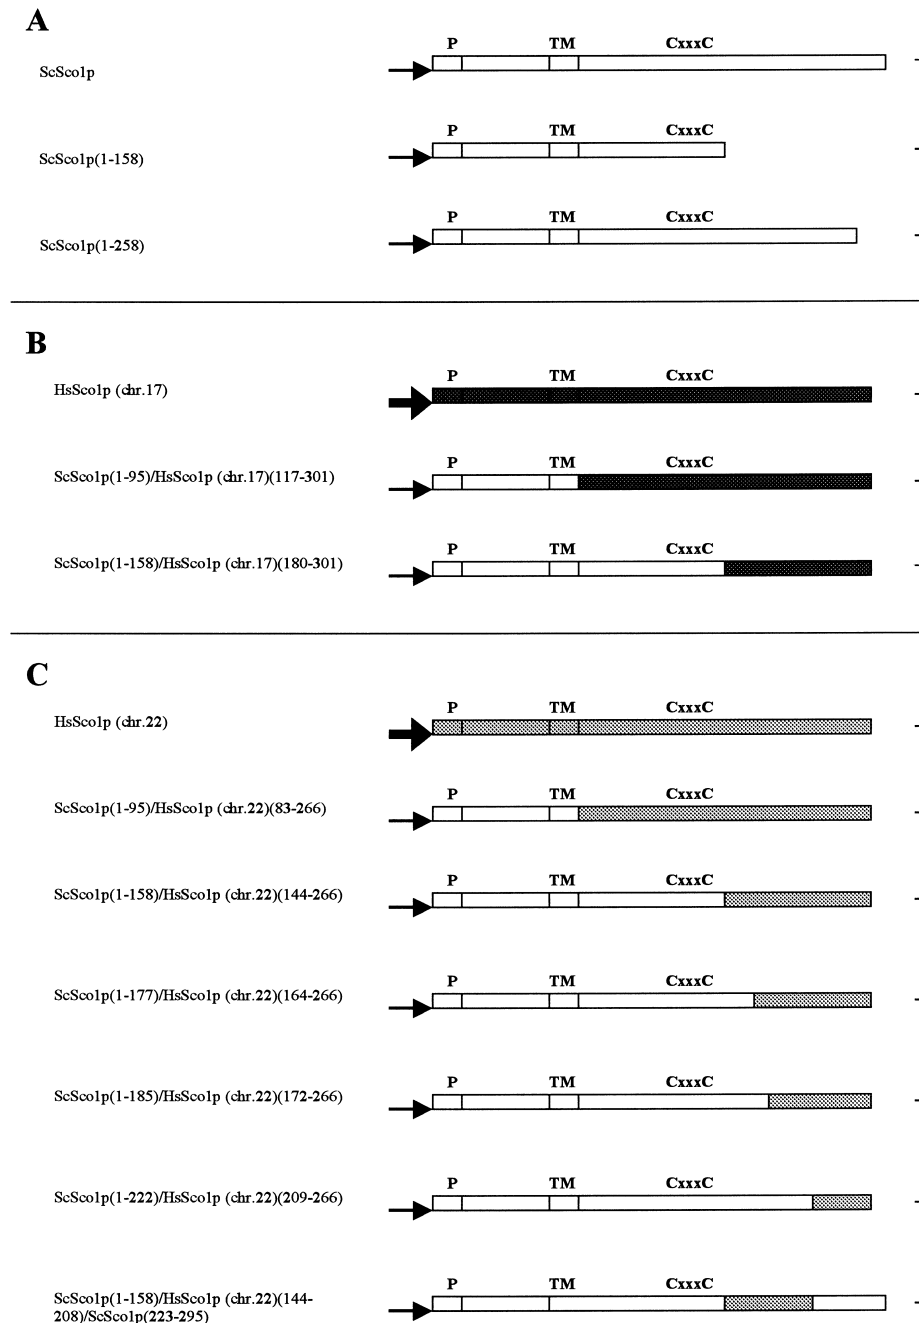 A
P TM CxxxC
ScSco1p
P TM CxxxC
ScSco1p(1-158)
P TM CxxxC
ScSco1p(1-258)
B
P TM CxxxC
HsSco1p (chr.17)
P TM CxxxC
ScSco1p(1-95)/HsSco1p (chr.17)(117-301)
P TM CxxxC
ScSco1p(1-158)/HsSco1p (chr.17)(180-301)
C
P TM CxxxC
HsSco1p (chr.22)
P TM CxxxC
ScSco1p(1-95)/HsSco1p (chr.22)(83-266)
P TM CxxxC
ScSco1p(1-158)/HsSco1p (chr.22)(144-266)
P TM CxxxC
ScSco1p(1-177)/HsSco1p (chr.22)(164-266)
P TM CxxxC
ScSco1p(1-185)/HsSco1p (chr.22)(172-266)
P TM CxxxC
ScSco1p(1-222)/HsSco1p (chr.22)(209-266)
P TM CxxxC
ScSco1p(1-158)/HsSco1p (chr.22)(144-
208)/ScSco1p(223-295)